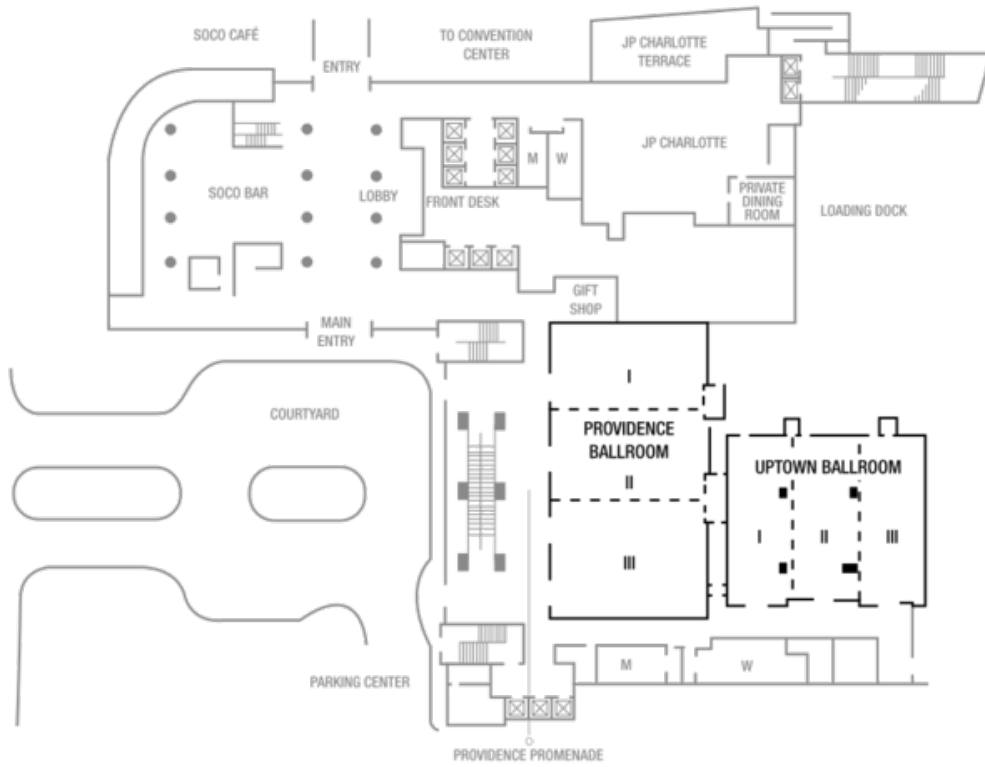 SOCO CAFÉ
TO CONVENTION
CENTER
JP CHARLOTTE
TERRACE
ENTRY
M
W
JP CHARLOTTE
SOCO BAR
LOBBY
FRONT DESK
PRIVATE
DINING
ROOM
LOADING DOCK
GIFT
SHOP
MAIN
ENTRY
I
COURTYARD
PROVIDENCE
BALLROOM
II
UPTOWN BALLROOM
III
I
II
III
M
W
PARKING CENTER
PROVIDENCE PROMENADE